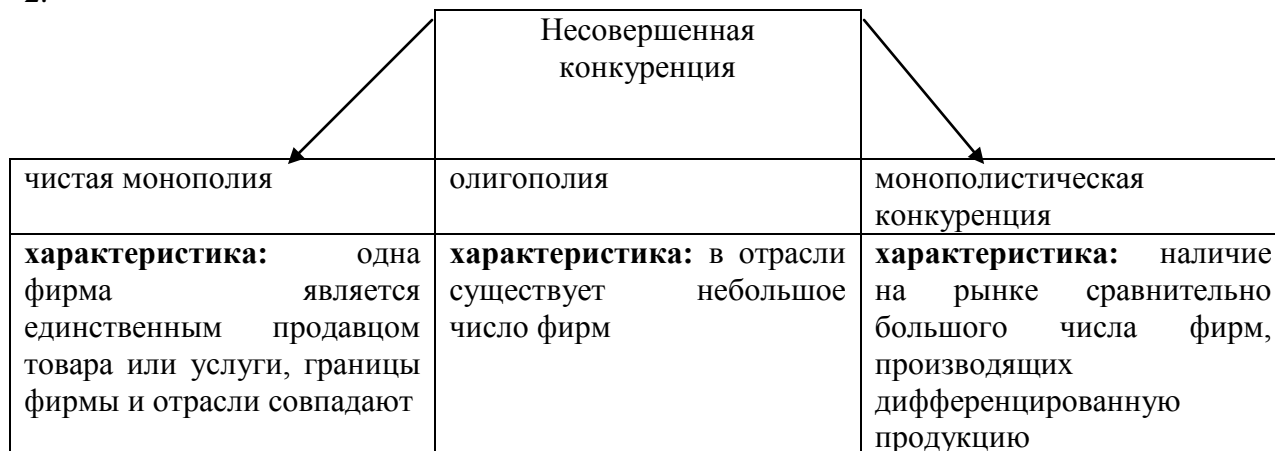 2.
Несовершенная
конкуренция
чистая монополия
олигополия
монополистическая
конкуренция
характеристика: одна
фирма является
единственным продавцом
товара или услуги, границы
фирмы и отрасли совпадают
характеристика: в отрасли
существует небольшое
число фирм
характеристика: наличие
на рынке сравнительно
большого числа фирм,
производящих
дифференцированную
продукцию